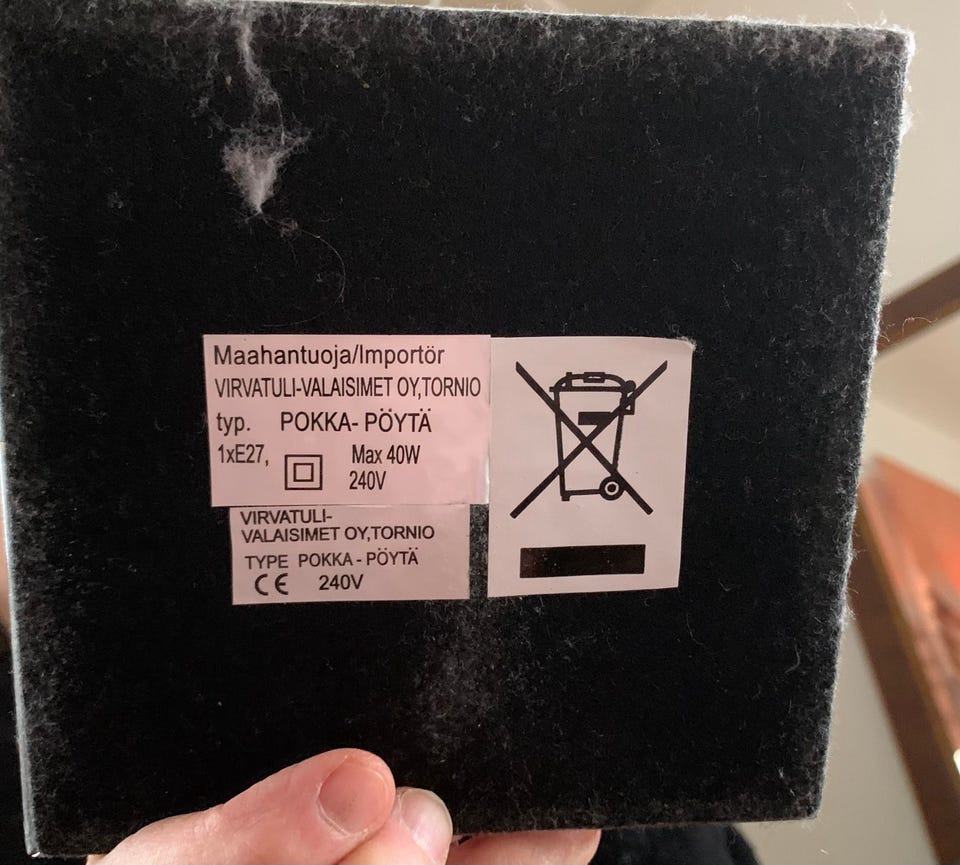 Maahantuoja/Importör
VIRVATULI-VALAISIMET OY,TORNIO
typ. POKKA- PÖYTÄ
1xE27, Max 40W
240V
VIRVATULI-
VALAISIMET OY,TORNIO
TYPE POKKA - PÖYTÄ
CE 240V